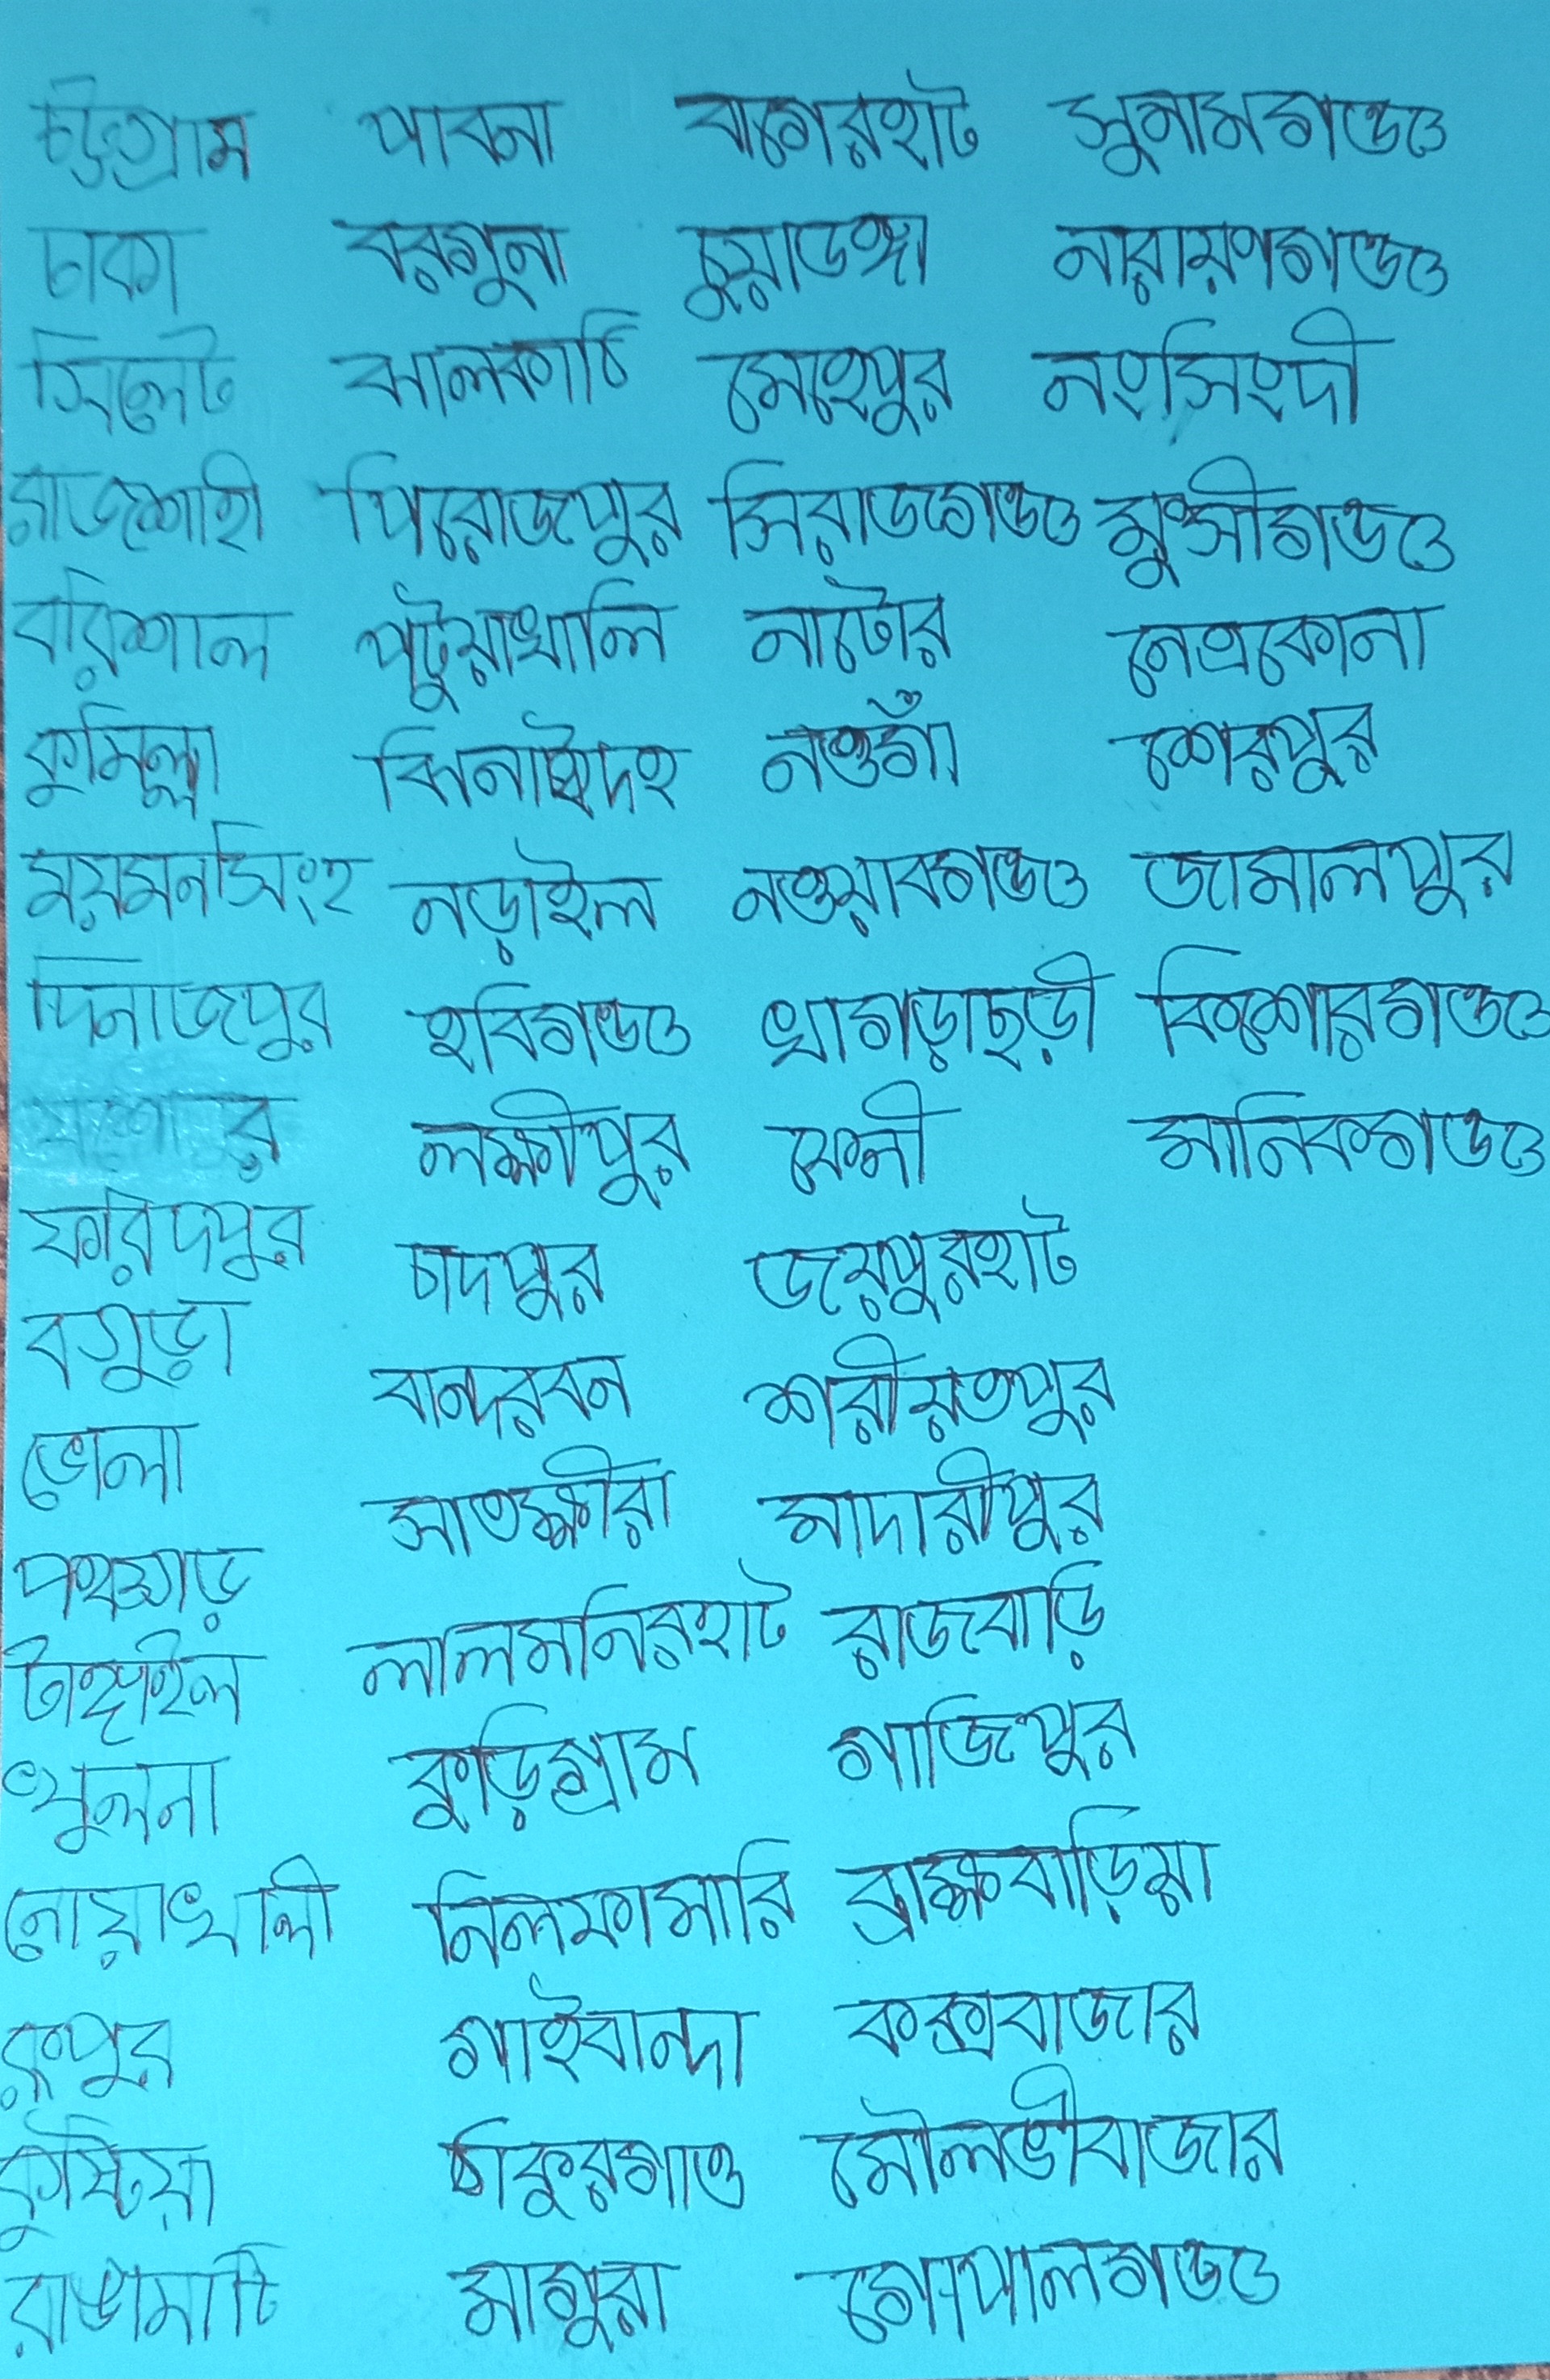 চট্টগ্রাম পাবনা বাগেরহাট সুনামগঞ্জ
ঢাকা বরগুনা চুয়াডঙ্গা নারায়ণগঞ্জ
সিলেট ঝালকাঠি মেহেপুর নংসিংদী
রাজশাহী পিরোজপুর সিরাজগঞ্জ মুন্সীগঞ্জ
বরিশাল পটুয়াখালি নাটোর নেত্রকোনা
কুমিল্লা ঝিনাইদহ নওগাঁ শেরপুর
ময়মনসিংহ নড়াইল নওয়াবগঞ্জ জামালপুর
দিনাজপুর হবিগঞ্জ খাগড়াছড়ী কিশোরগঞ্জ
যশোর লক্ষীপুর ফেনী মানিকগঞ্জ
ফরিদপুর চাদপুর জয়পুরহাট
বগুড়া বান্দরবন শরীয়তপুর
ভোলা সাতক্ষীরা মাদারীপুর
পঞ্চগড় লালমনিরহাট রাজবাড়ি
টাঙ্গাইল কুড়িগ্রাম গাজিপুর
খুলনা নিলফামারি ব্রাক্ষবাড়িয়া
নোয়াখালী গাইবান্দা কক্সবাজার
রংপুর ঠাকুরগাও মৌলভীবাজার
কুষ্টিয়া মাগুরা গোপালগঞ্জ
রাঙামাটি